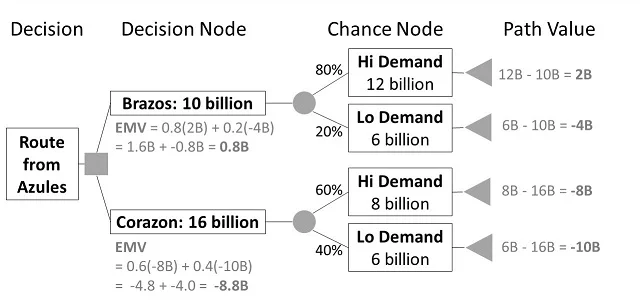 Decision
Decision Node
Chance Node
Path Value
Route
from
Azules
Brazos: 10 billion
EMV = 0.8(2B) + 0.2(-4B)
= 1.6B + -0.8B = 0.8B
80%
Hi Demand
12 billion
12B - 10B = 2B
20%
Lo Demand
6 billion
6B - 10B = -4B
Corazon: 16 billion
EMV
= 0.6(-8B) + 0.4(-10B)
= -4.8 + -4.0 = -8.8B
60%
Hi Demand
8 billion
8B - 16B = -8B
40%
Lo Demand
6 billion
6B - 16B = -10B